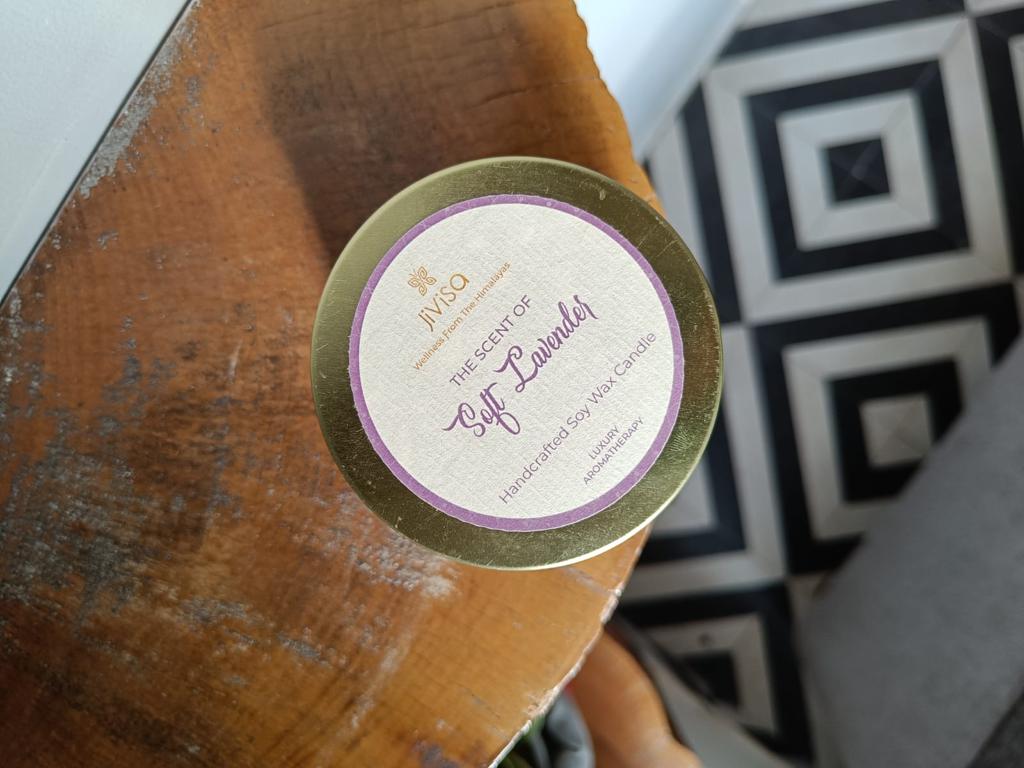 Jivisa
Wellness From The Himalayas
THE SCENT OF
Soft Lavender
Handcrafted Soy Wax Candle
LUXURY
AROMATHERAPY